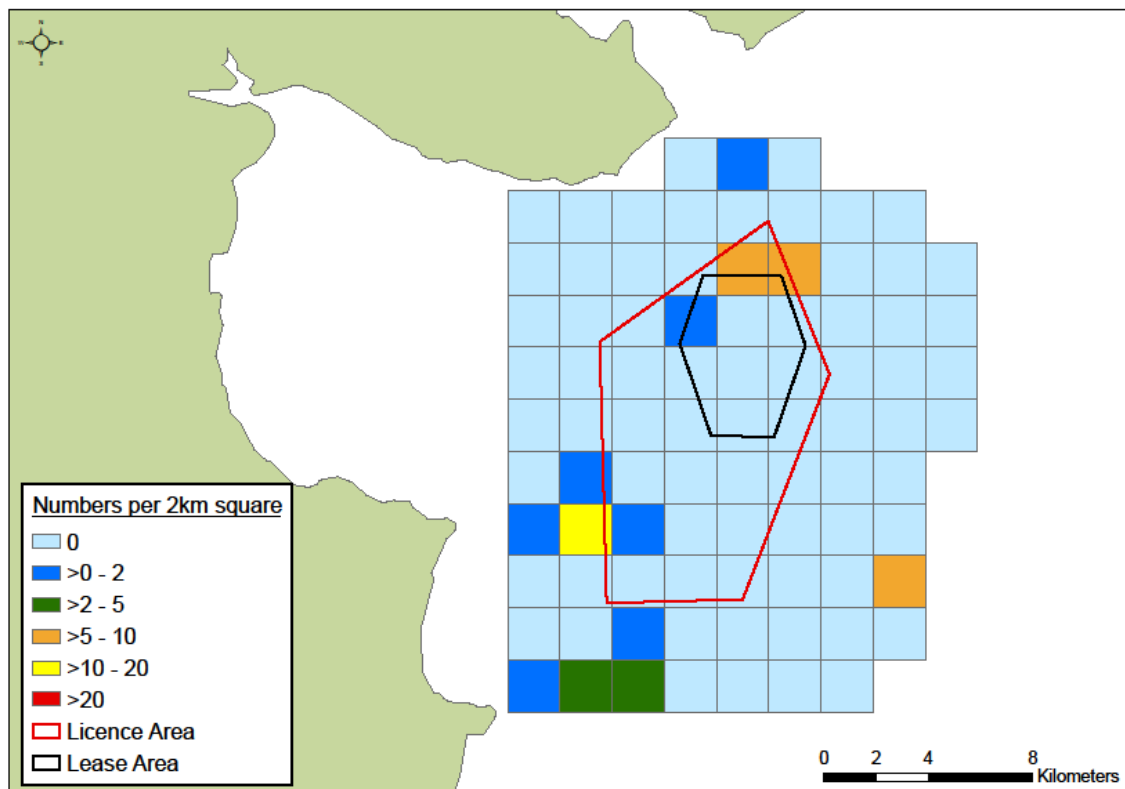 N
W E
S
Numbers per 2km square
0
>0 - 2
>2 - 5
>5 - 10
>10 - 20
>20
Licence Area
Lease Area
0 2 4 8
Kilometers